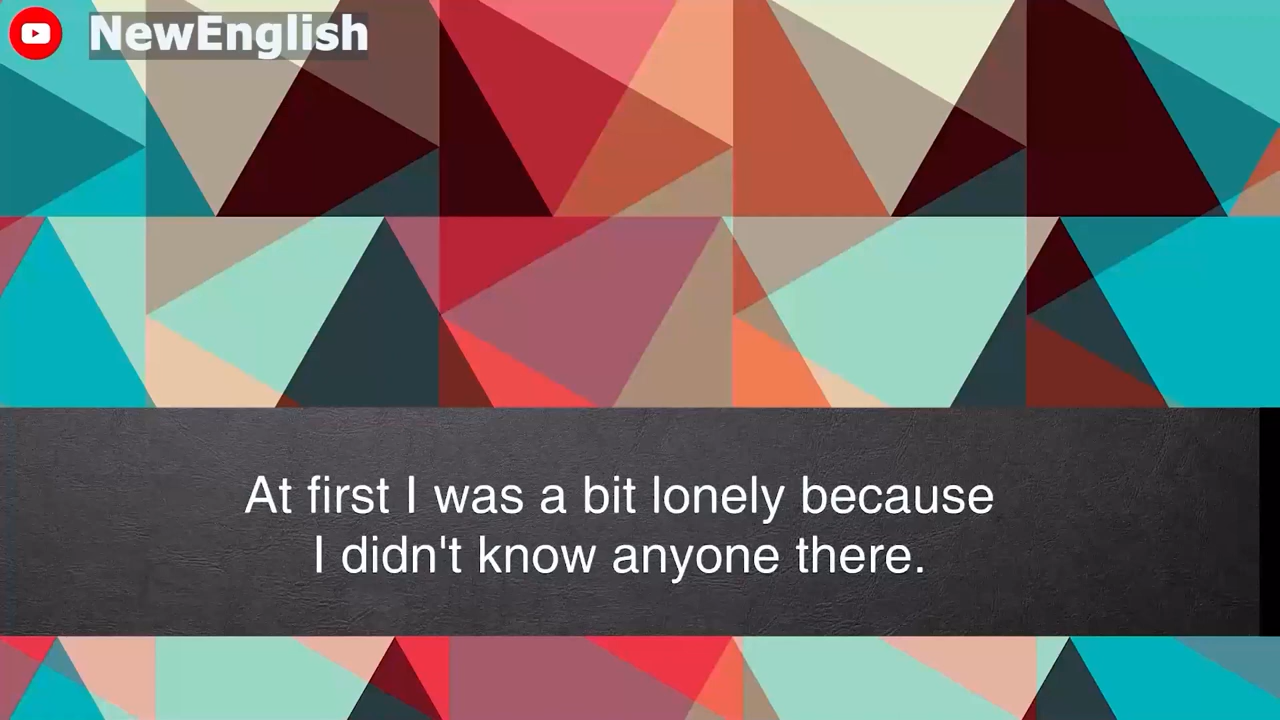 NewEnglish
At first I was a bit lonely because
I didn't know anyone there.